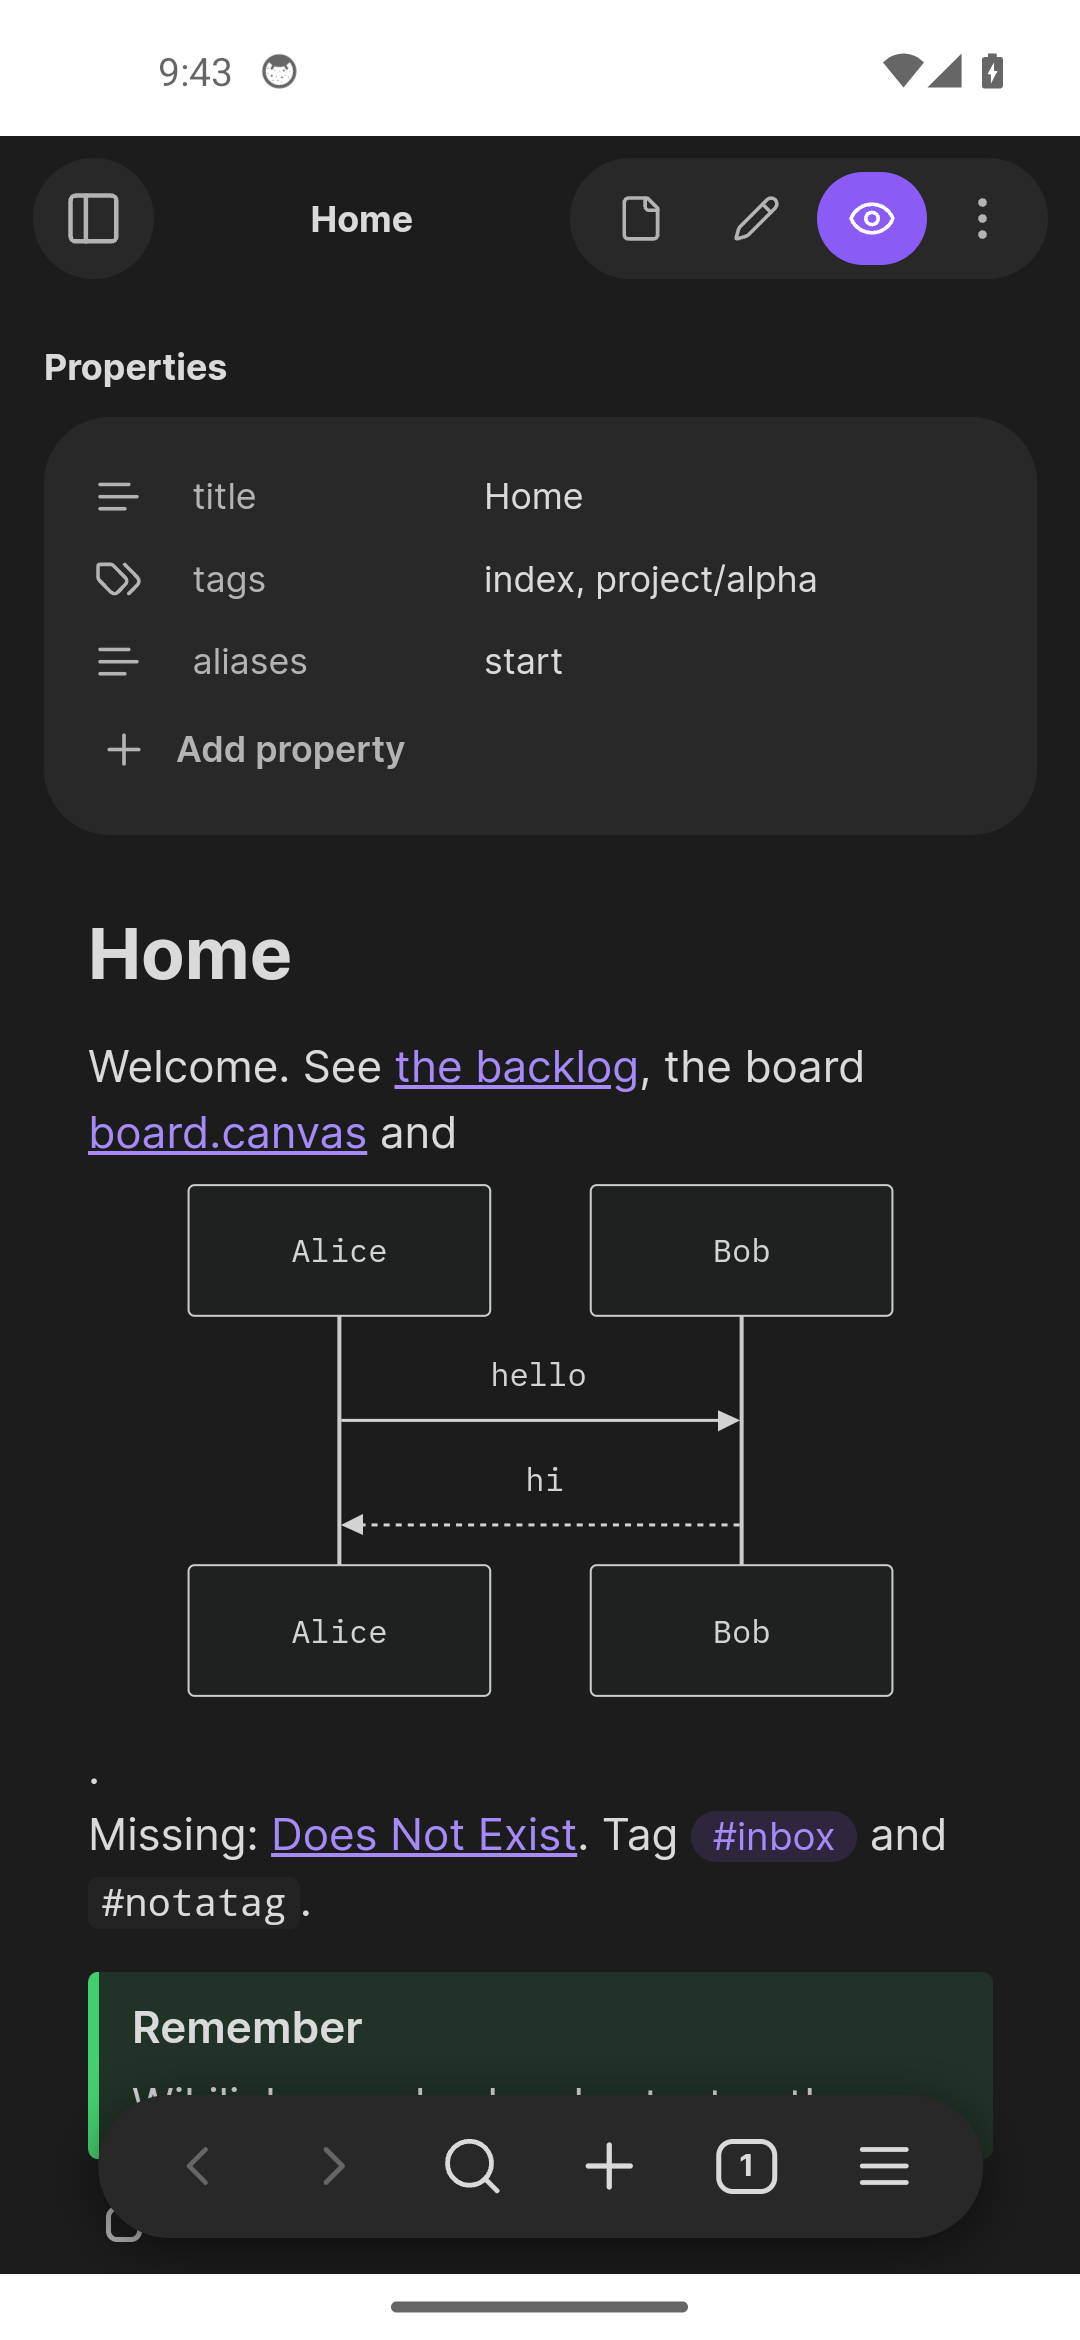 9:43
Home
Properties
title Home
tags index, project/alpha
aliases start
Add property
Home
Welcome. See the backlog, the board
board.canvas and
Alice Bob
hello
hi
Alice Bob
.
Missing: Does Not Exist. Tag #inbox and
#notatag.
Remember
1